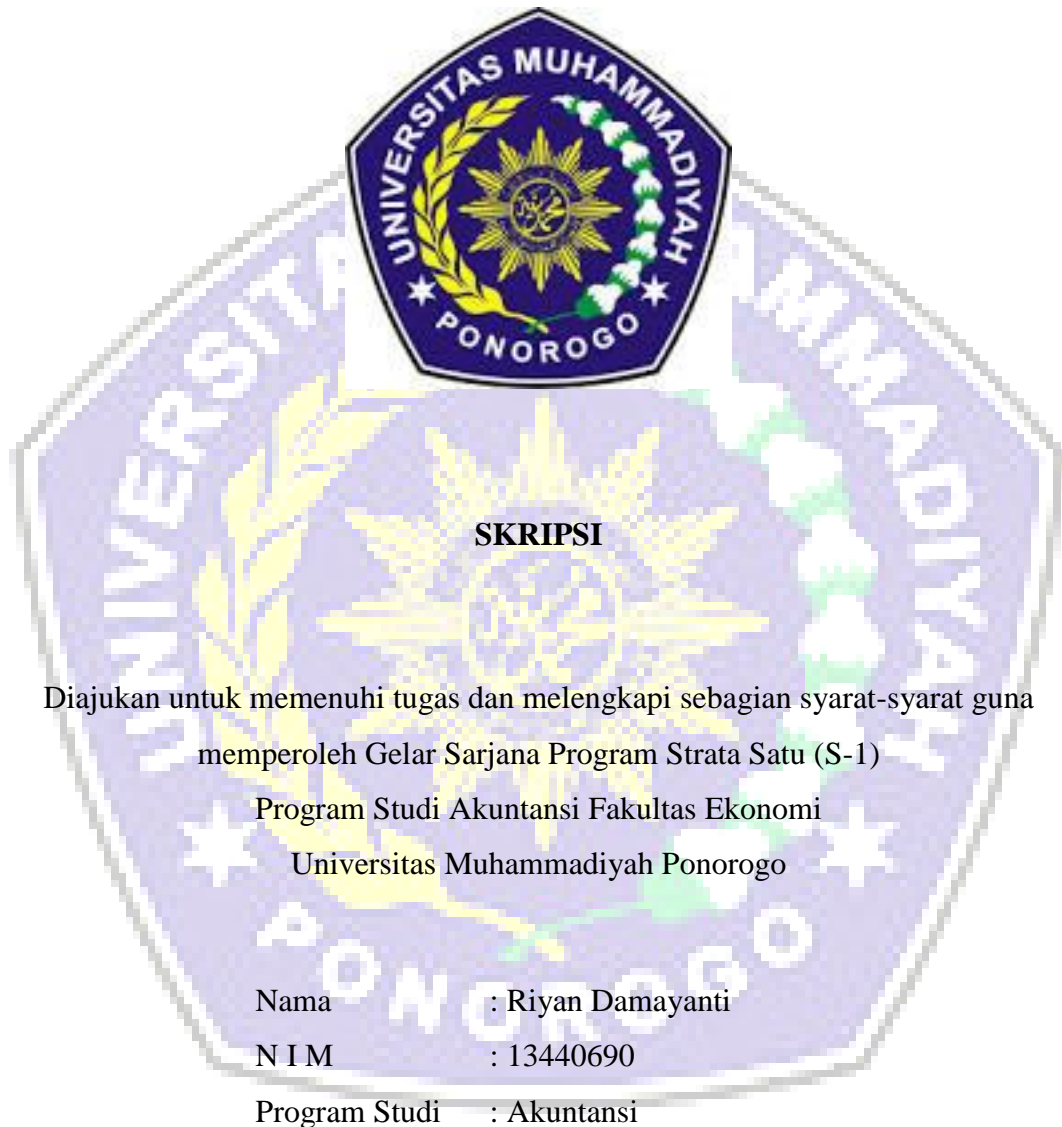 UNIVERSITAS MUHAMMADIYAH
PONOROGO
SKRIPSI
Diajukan untuk memenuhi tugas dan melengkapi sebagian syarat-syarat guna
memperoleh Gelar Sarjana Program Strata Satu (S-1)
Program Studi Akuntansi Fakultas Ekonomi
Universitas Muhammadiyah Ponorogo
Nama : Riyan Damayanti
N I M : 13440690
Program Studi : Akuntansi